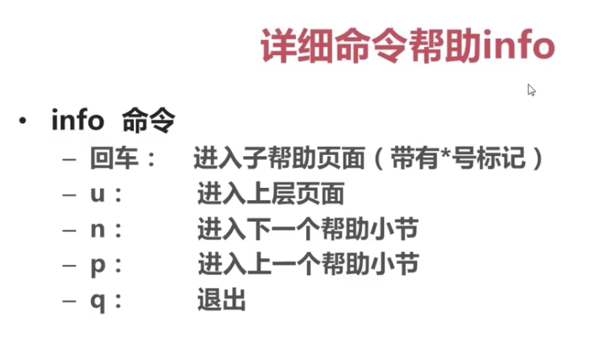 详细命令帮助info
• info 命令
– 回车： 进入子帮助页面（带有*号标记）
– u： 进入上层页面
– n： 进入下一个帮助小节
– p： 进入上一个帮助小节
– q： 退出